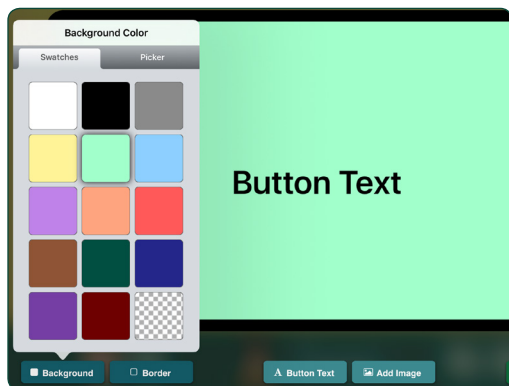 Background Color
Swatches
Picker
Button Text
Background
Border
A Button Text
Add Image